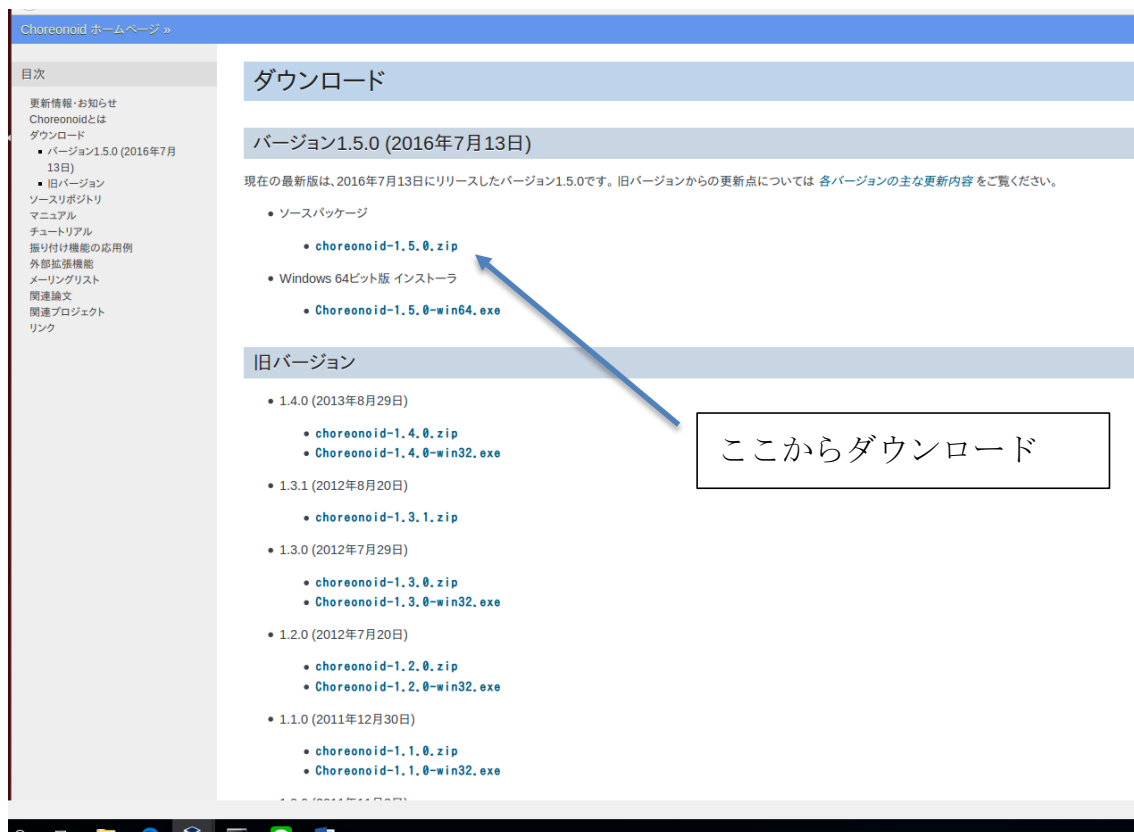 Choreonoid ホームページ »
目次
更新情報・お知らせ
Choreonoidとは
ダウンロード
バージョン1.5.0 (2016年7月
13日)
旧バージョン
ソースリポジトリ
マニュアル
チュートリアル
振り付け機能の応用例
外部拡張機能
メーリングリスト
関連論文
関連プロジェクト
リンク
ダウンロード
バージョン1.5.0 (2016年7月13日)
現在の最新版は、2016年7月13日にリリースしたバージョン1.5.0です。旧バージョンからの更新点については 各バージョンの主な更新内容 をご覧ください。
ソースパッケージ
choreonoid-1.5.0.zip
Windows 64ビット版 インストーラ
Choreonoid-1.5.0-win64.exe
旧バージョン
1.4.0 (2013年8月29日)
choreonoid-1.4.0.zip
Choreonoid-1.4.0-win32.exe
1.3.1 (2012年8月20日)
choreonoid-1.3.1.zip
1.3.0 (2012年7月29日)
choreonoid-1.3.0.zip
Choreonoid-1.3.0-win32.exe
1.2.0 (2012年7月20日)
choreonoid-1.2.0.zip
Choreonoid-1.2.0-win32.exe
1.1.0 (2011年12月30日)
choreonoid-1.1.0.zip
Choreonoid-1.1.0-win32.exe
ここからダウンロード